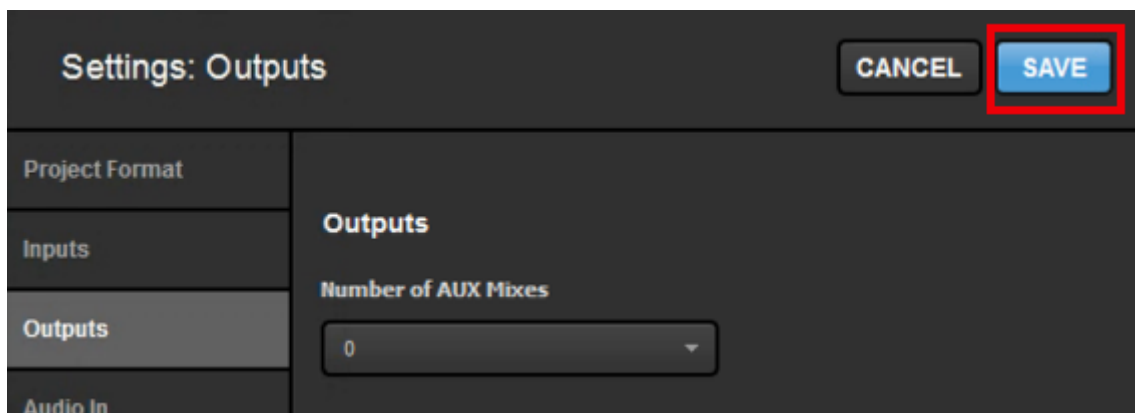 Settings: Outputs
CANCEL
SAVE
Project Format
Inputs
Outputs
Audio In
Outputs
Number of AUX Mixes
0